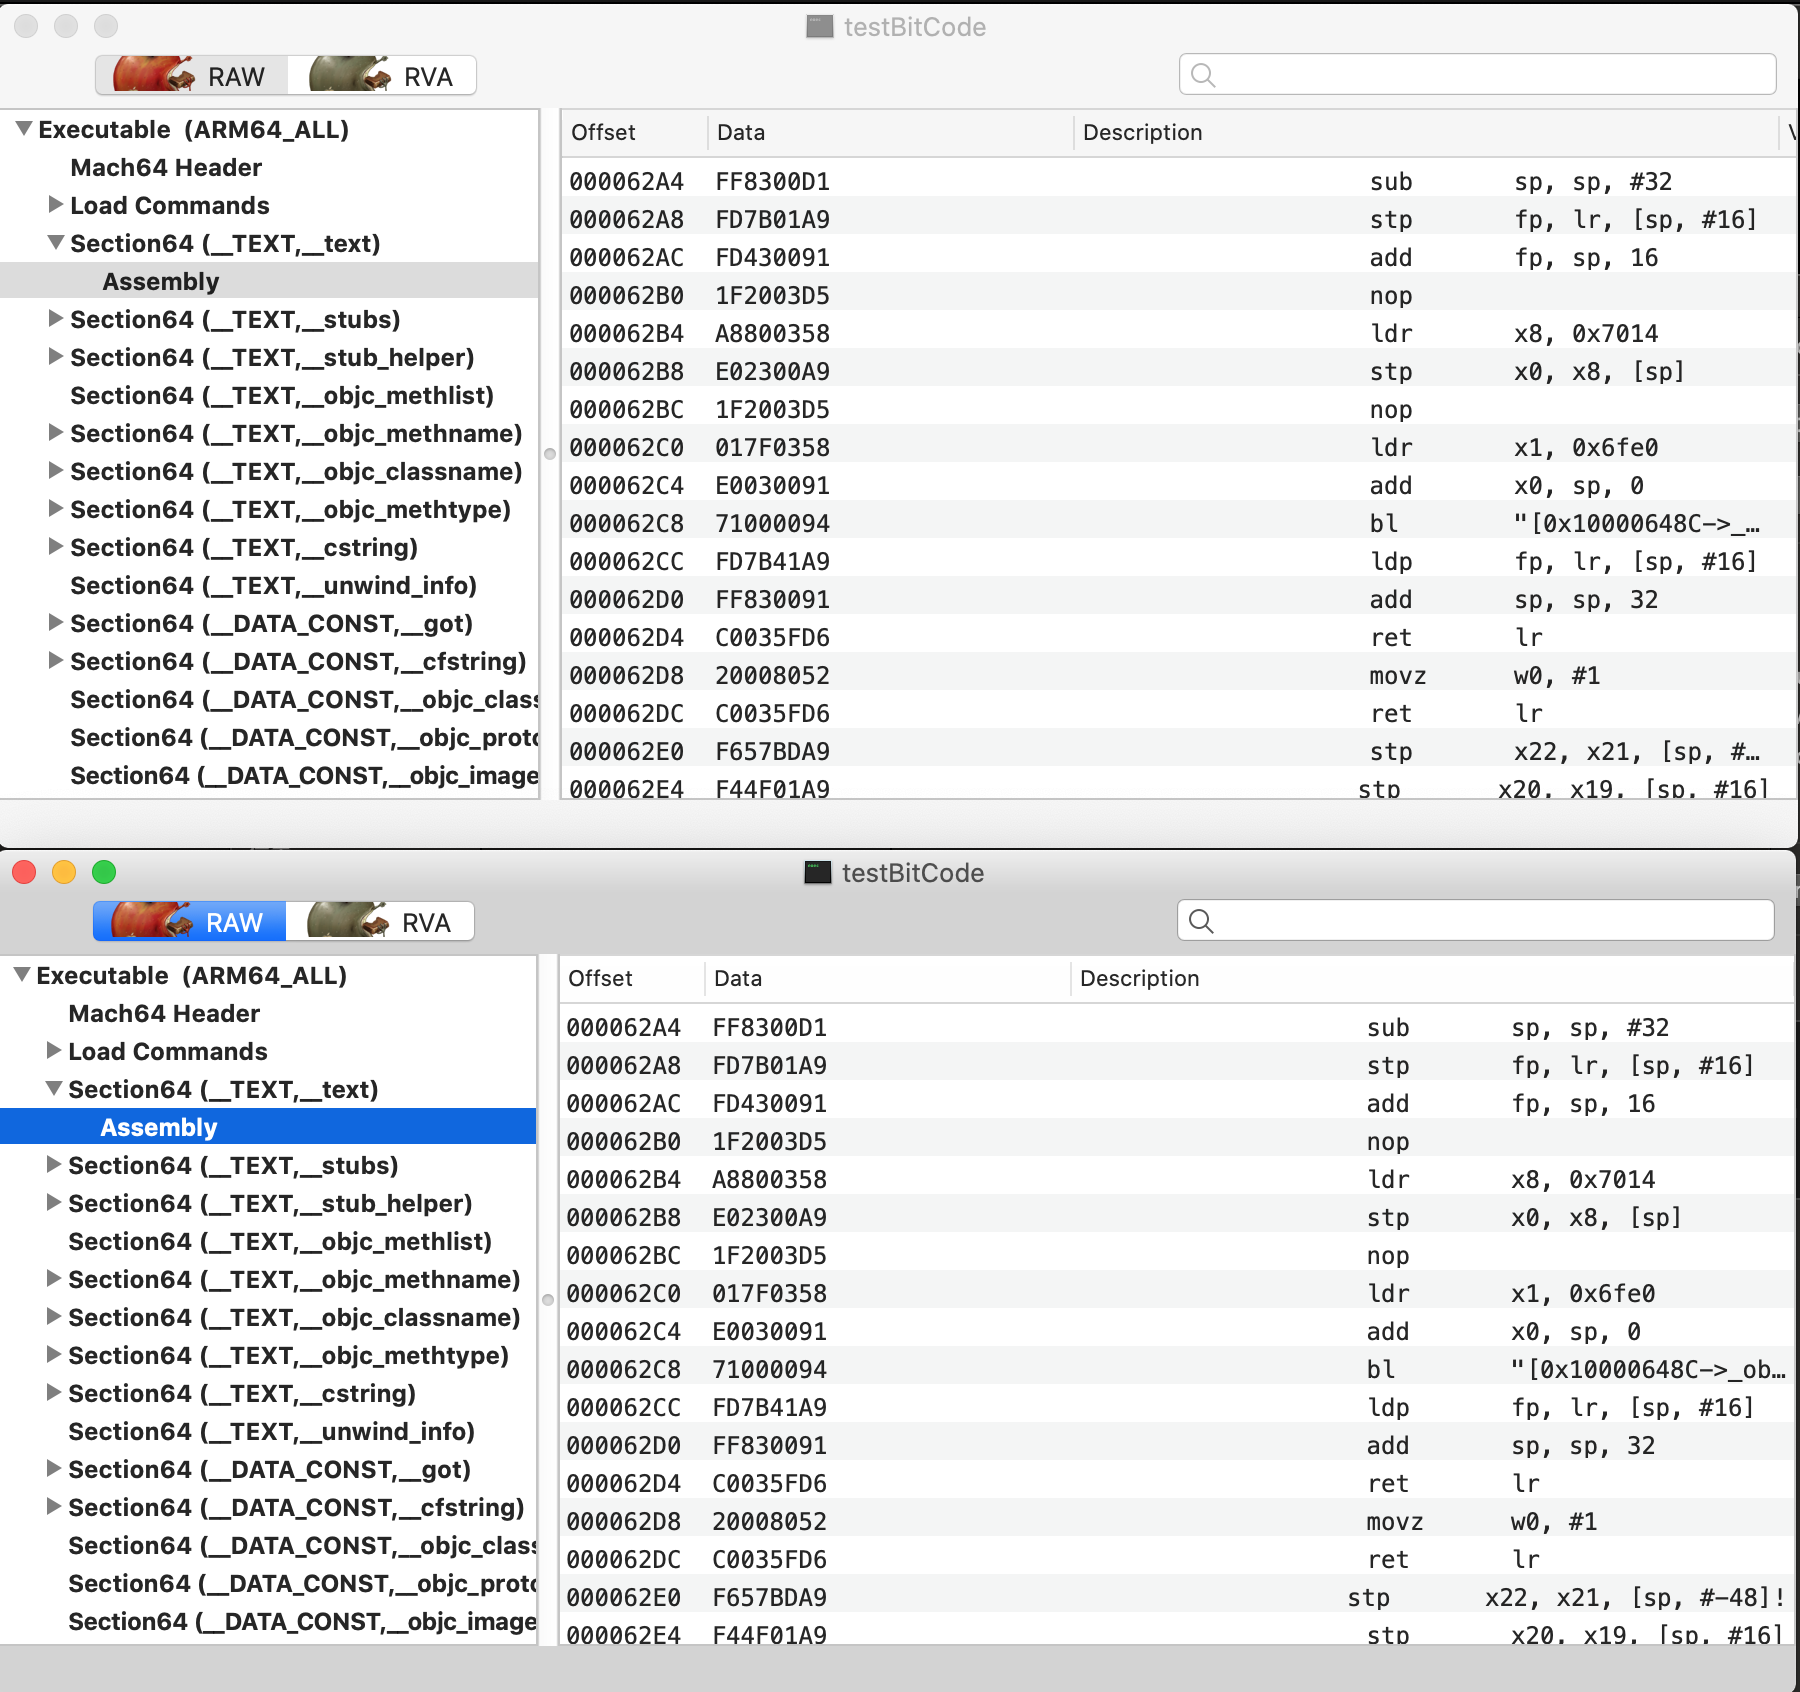 testBitCode
RAW RVA
Executable (ARM64_ALL)
Mach64 Header
Load Commands
Section64 (__TEXT,__text)
Assembly
Section64 (__TEXT,__stubs)
Section64 (__TEXT,__stub_helper)
Section64 (__TEXT,__objc_methlist)
Section64 (__TEXT,__objc_methname)
Section64 (__TEXT,__objc_classname)
Section64 (__TEXT,__objc_methtype)
Section64 (__TEXT,__cstring)
Section64 (__TEXT,__unwind_info)
Section64 (__DATA_CONST,__got)
Section64 (__DATA_CONST,__cfstring)
Section64 (__DATA_CONST,__objc_class
Section64 (__DATA_CONST,__objc_proto
Section64 (__DATA_CONST,__objc_image
Offset Data Description
000062A4 FF8300D1 sub sp, sp, #32
000062A8 FD7B01A9 stp fp, lr, [sp, #16]
000062AC FD430091 add fp, sp, 16
000062B0 1F2003D5 nop
000062B4 A8800358 ldr x8, 0x7014
000062B8 E02300A9 stp x0, x8, [sp]
000062BC 1F2003D5 nop
000062C0 017F0358 ldr x1, 0x6fe0
000062C4 E0030091 add x0, sp, 0
000062C8 71000094 bl "[0x10000648C->_…
000062CC FD7B41A9 ldp fp, lr, [sp, #16]
000062D0 FF830091 add sp, sp, 32
000062D4 C0035FD6 ret lr
000062D8 20008052 movz w0, #1
000062DC C0035FD6 ret lr
000062E0 F657BDA9 stp x22, x21, [sp, #…
000062E4 F44F01A9 stp x20, x19, [sp, #16]
testBitCode
RAW RVA
Executable (ARM64_ALL)
Mach64 Header
Load Commands
Section64 (__TEXT,__text)
Assembly
Section64 (__TEXT,__stubs)
Section64 (__TEXT,__stub_helper)
Section64 (__TEXT,__objc_methlist)
Section64 (__TEXT,__objc_methname)
Section64 (__TEXT,__objc_classname)
Section64 (__TEXT,__objc_methtype)
Section64 (__TEXT,__cstring)
Section64 (__TEXT,__unwind_info)
Section64 (__DATA_CONST,__got)
Section64 (__DATA_CONST,__cfstring)
Section64 (__DATA_CONST,__objc_class
Section64 (__DATA_CONST,__objc_proto
Section64 (__DATA_CONST,__objc_image
Offset Data Description
000062A4 FF8300D1 sub sp, sp, #32
000062A8 FD7B01A9 stp fp, lr, [sp, #16]
000062AC FD430091 add fp, sp, 16
000062B0 1F2003D5 nop
000062B4 A8800358 ldr x8, 0x7014
000062B8 E02300A9 stp x0, x8, [sp]
000062BC 1F2003D5 nop
000062C0 017F0358 ldr x1, 0x6fe0
000062C4 E0030091 add x0, sp, 0
000062C8 71000094 bl "[0x10000648C->_ob…
000062CC FD7B41A9 ldp fp, lr, [sp, #16]
000062D0 FF830091 add sp, sp, 32
000062D4 C0035FD6 ret lr
000062D8 20008052 movz w0, #1
000062DC C0035FD6 ret lr
000062E0 F657BDA9 stp x22, x21, [sp, #-48]!
000062E4 F44F01A9 stp x20, x19, [sp, #16]